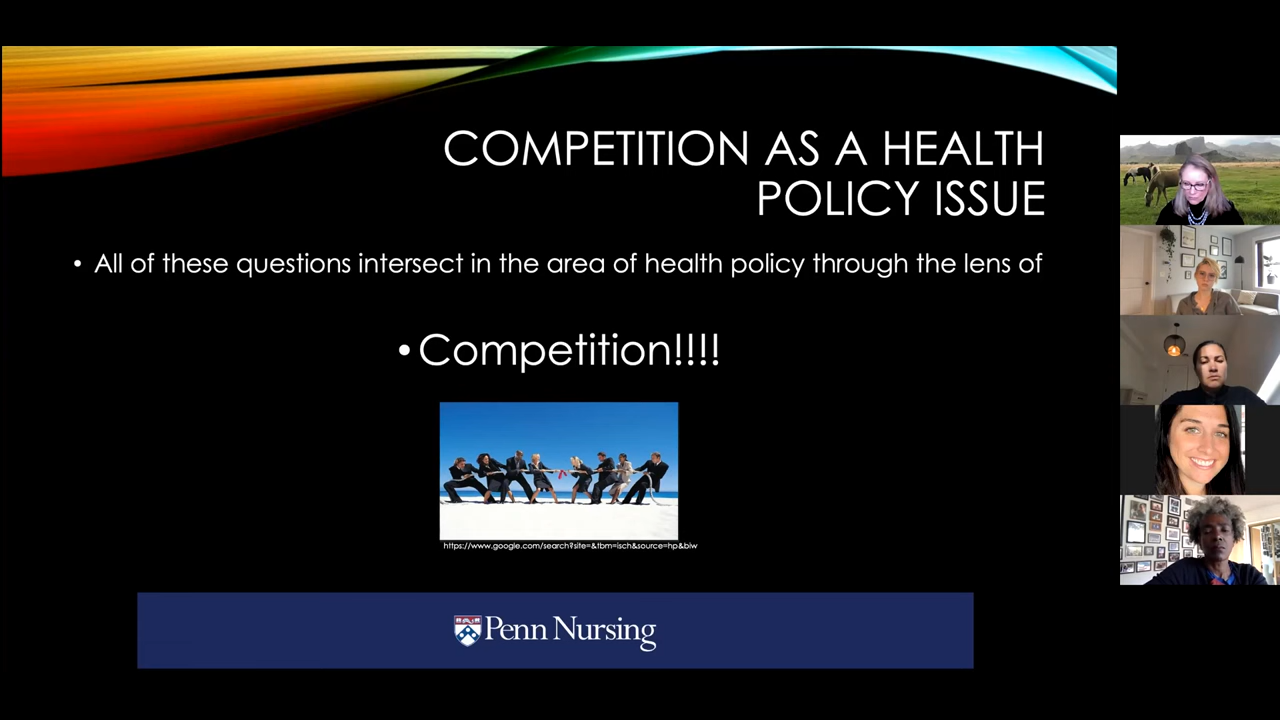 COMPETITION AS A HEALTH
POLICY ISSUE
• All of these questions intersect in the area of health policy through the lens of
• Competition!!!!
https://www.google.com/search?site=&tbm=isch&source=hp&biw
Penn Nursing